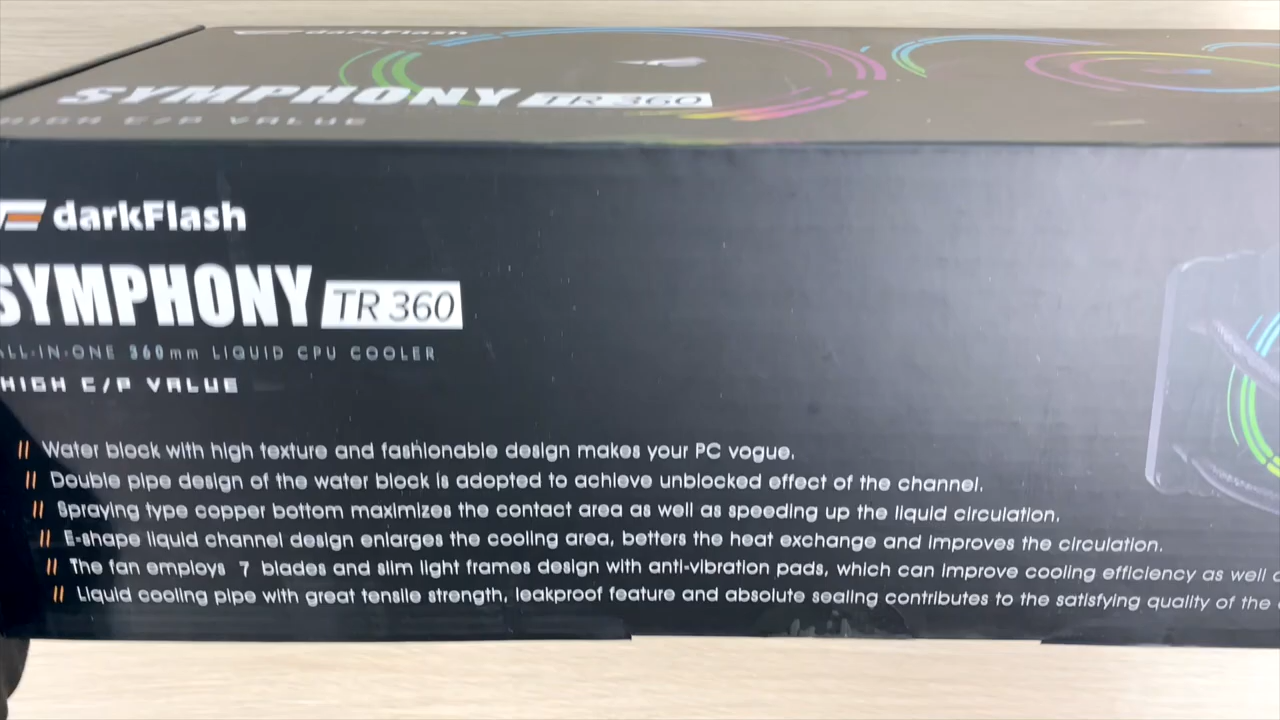 darkFlash
SYMPHONY TR 360
HIGH C/P VALUE
darkFlash
SYMPHONY TR 360
ALL-IN-ONE 360mm LIQUID CPU COOLER
HIGH C/P VALUE
Water block with high texture and fashionable design makes your PC vogue.
Double pipe design of the water block is adopted to achieve unblocked effect of the channel.
Spraying type copper bottom maximizes the contact area as well as speeding up the liquid circulation.
E-shape liquid channel design enlarges the cooling area, betters the heat exchange and improves the circulation.
The fan employs 7 blades and slim light frames design with anti-vibration pads, which can improve cooling efficiency as well
Liquid cooling pipe with great tensile strength, leakproof feature and absolute sealing contributes to the satisfying quality of the